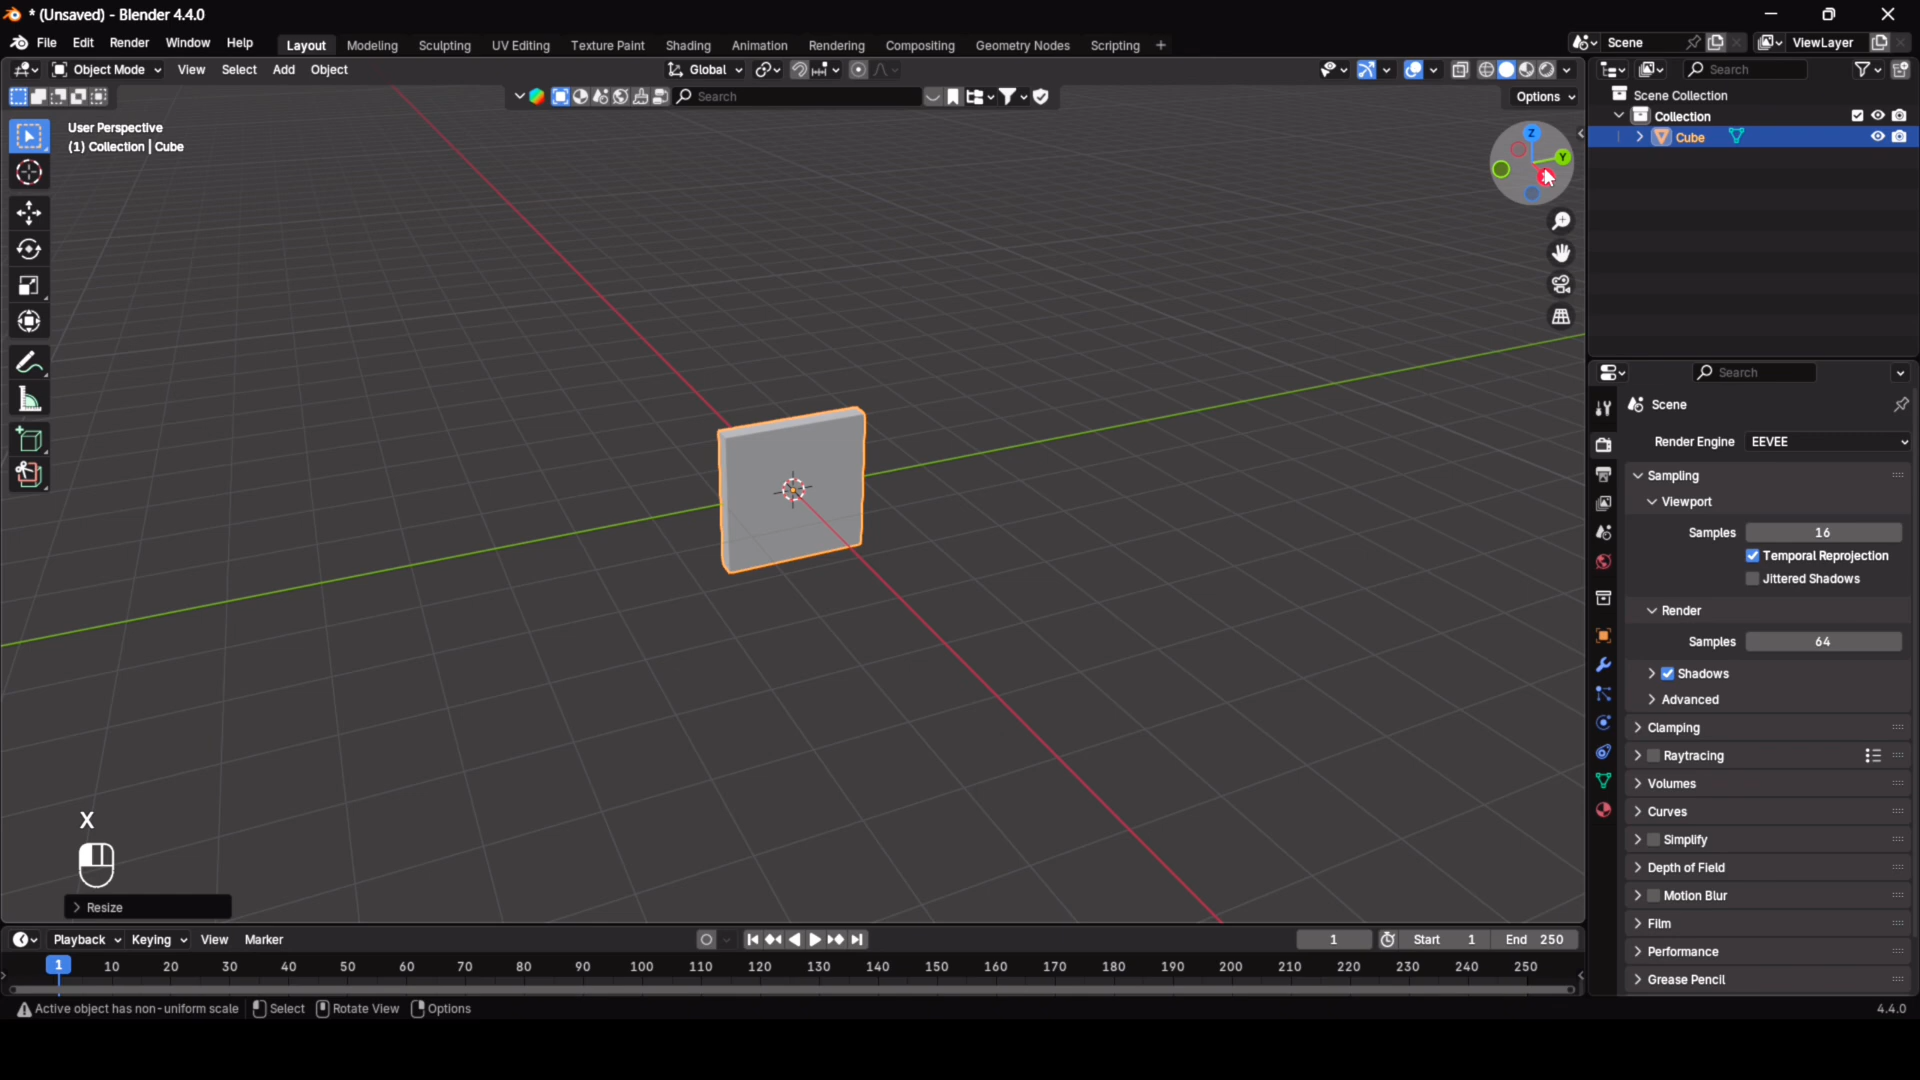 * (Unsaved) - Blender 4.4.0
File Edit Render Window Help Layout Modeling Sculpting UV Editing Texture Paint Shading Animation Rendering Compositing Geometry Nodes Scripting + Scene ViewLayer
Object Mode View Select Add Object Global Search
Search Options
User Perspective
(1) Collection | Cube
Z
Y
Scene Collection
Collection
Cube
Search
Scene
Render Engine EEVEE
Sampling
Viewport
Samples 16
Temporal Reprojection
Jittered Shadows
Render
Samples 64
Shadows
Advanced
Clamping
Raytracing
Volumes
Curves
Simplify
Depth of Field
Motion Blur
Film
Performance
Grease Pencil
X
Resize
Playback Keying View Marker 1 Start 1 End 250
1 10 20 30 40 50 60 70 80 90 100 110 120 130 140 150 160 170 180 190 200 210 220 230 240 250
Active object has non-uniform scale Select Rotate View Options 4.4.0